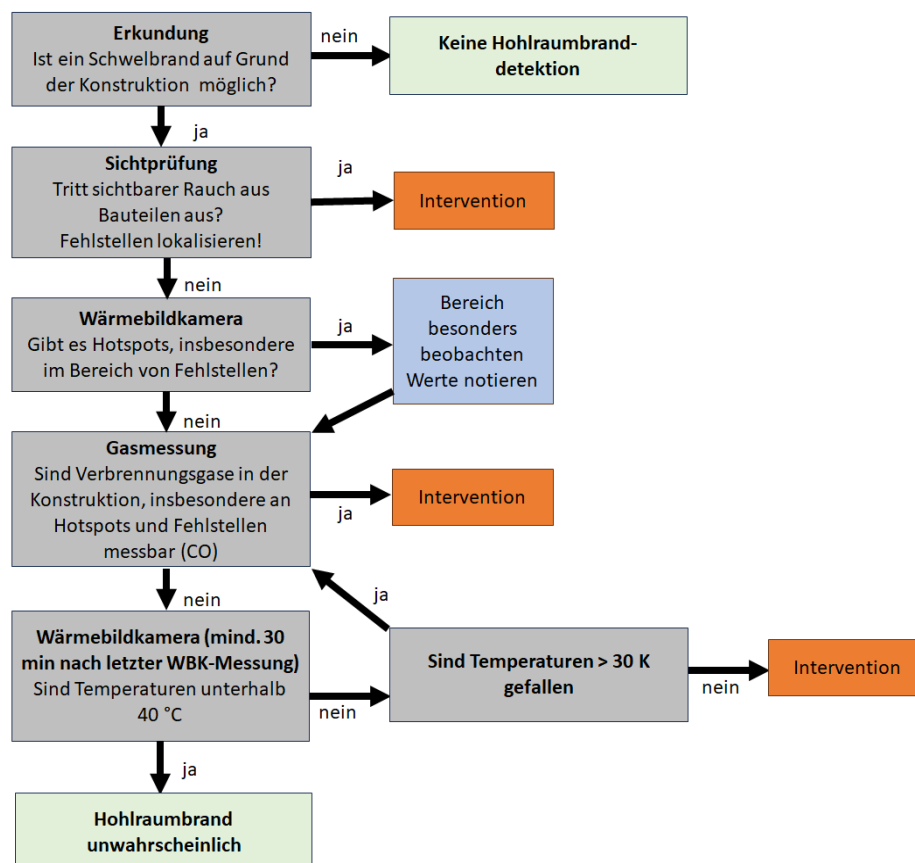 Erkundung
Ist ein Schwelbrand auf Grund
der Konstruktion möglich?
nein
Keine Hohlraumbrand-
detektion
ja
Sichtprüfung
Tritt sichtbarer Rauch aus
Bauteilen aus?
Fehlstellen lokalisieren!
ja
Intervention
nein
Wärmebildkamera
Gibt es Hotspots, insbesondere
im Bereich von Fehlstellen?
ja
Bereich
besonders
beobachten
Werte notieren
nein
Gasmessung
Sind Verbrennungsgase in der
Konstruktion, insbesondere an
Hotspots und Fehlstellen
messbar (CO)
ja
Intervention
nein
Wärmebildkamera (mind. 30
min nach letzter WBK-Messung)
Sind Temperaturen unterhalb
40 °C
nein
ja
Sind Temperaturen > 30 K
gefallen
nein
Intervention
ja
Hohlraumbrand
unwahrscheinlich